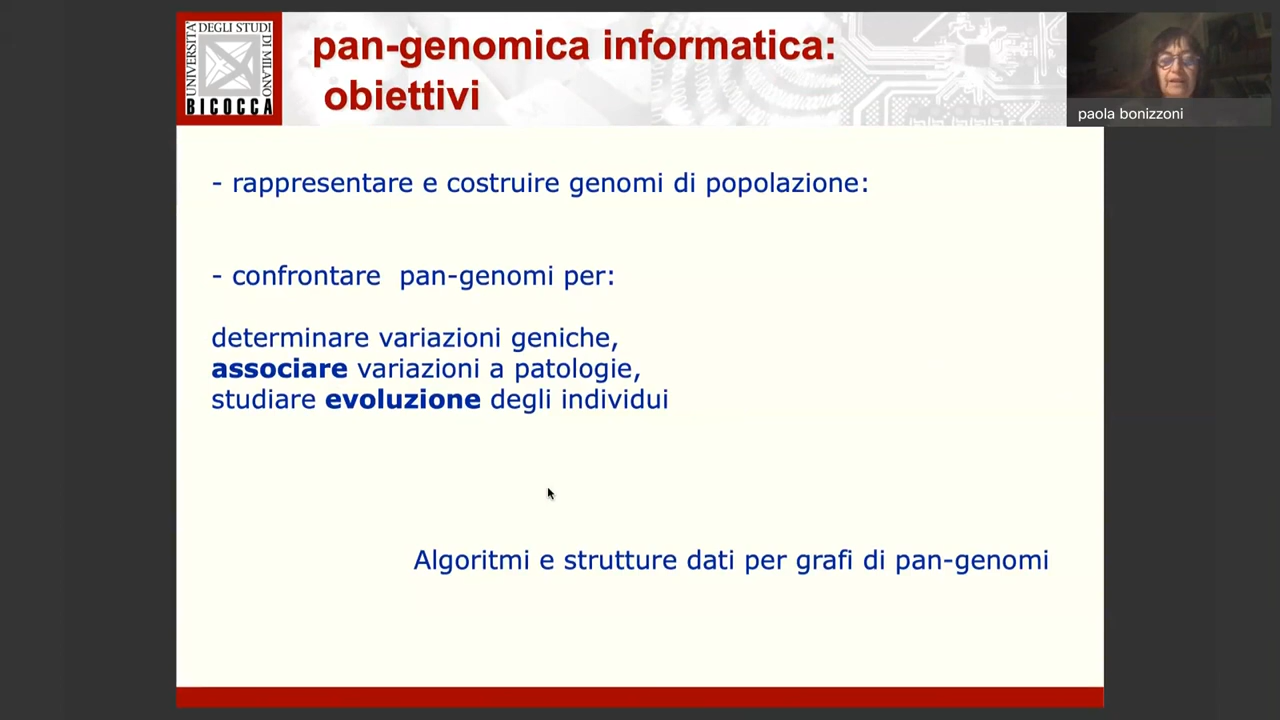 UNIVERSITÀ DEGLI STUDI DI MILANO
BICOCCA
pan-genomica informatica:
obiettivi
paola bonizzoni
- rappresentare e costruire genomi di popolazione:
- confrontare pan-genomi per:
determinare variazioni geniche,
associare variazioni a patologie,
studiare evoluzione degli individui
Algoritmi e strutture dati per grafi di pan-genomi